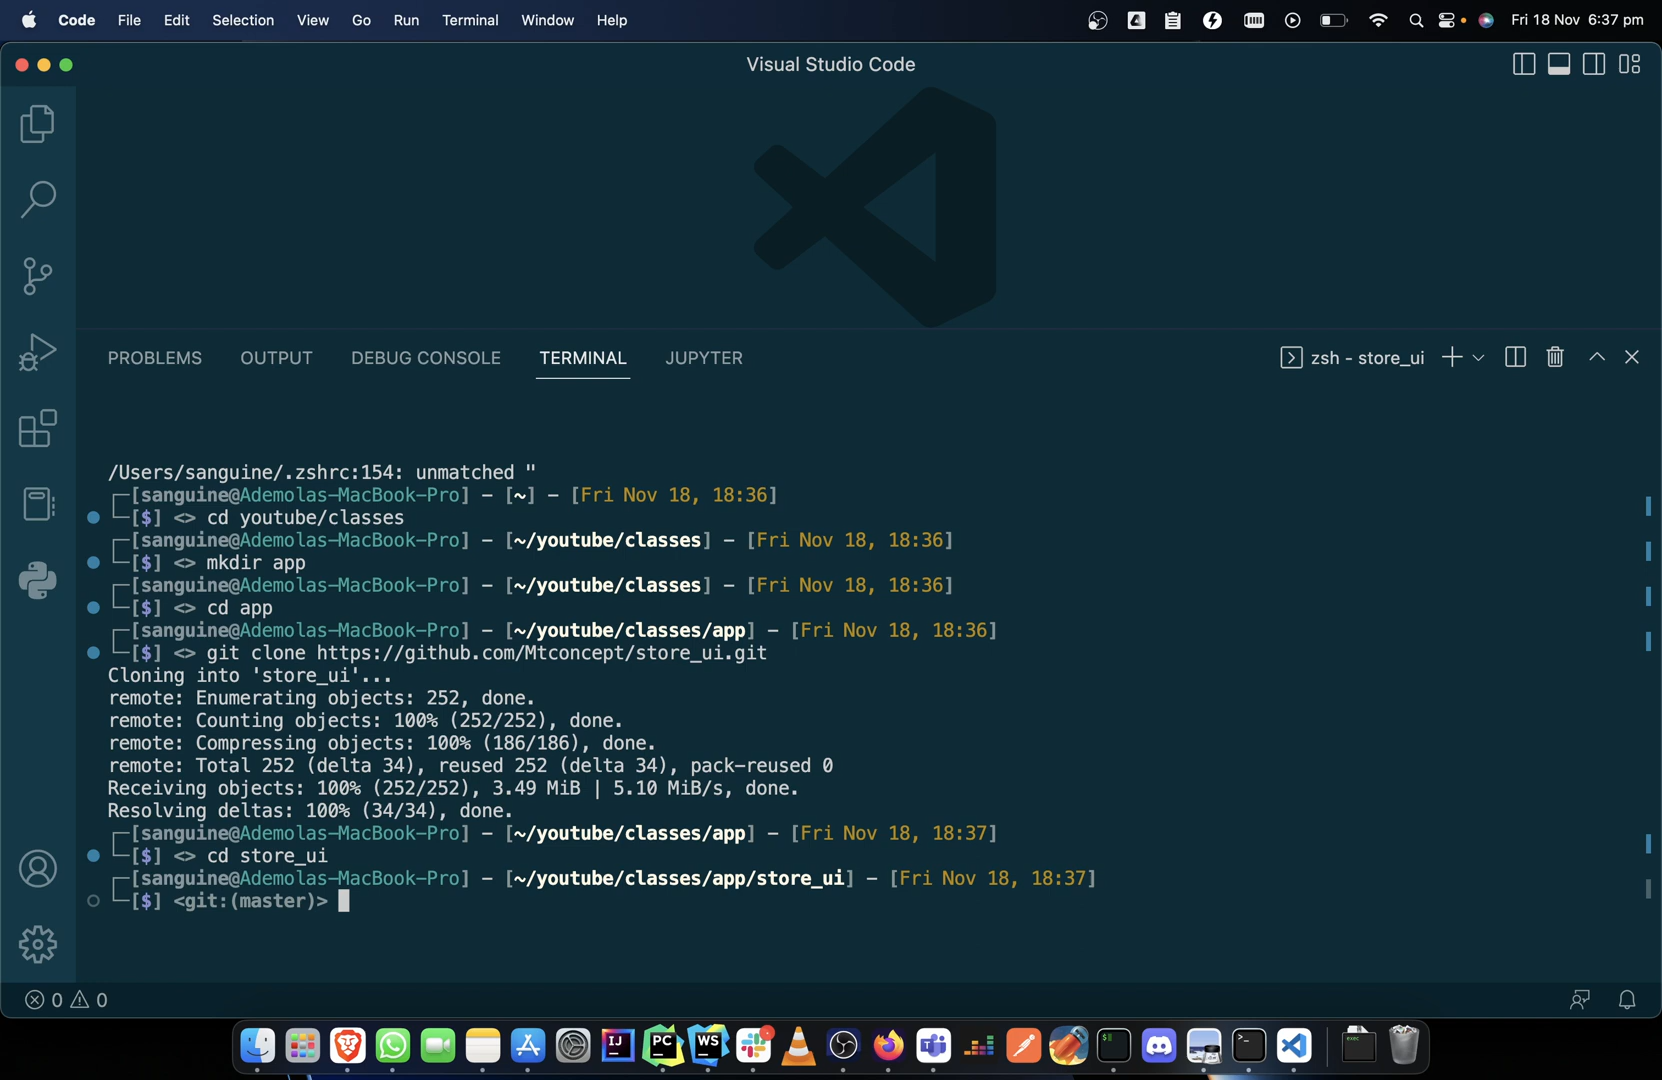 Code File Edit Selection View Go Run Terminal Window Help Fri 18 Nov 6:37 pm
Visual Studio Code
PROBLEMS OUTPUT DEBUG CONSOLE TERMINAL JUPYTER zsh - store_ui
/Users/sanguine/.zshrc:154: unmatched "
┌─[sanguine@Ademolas-MacBook-Pro] - [~] - [Fri Nov 18, 18:36]
└─[$] <> cd youtube/classes
┌─[sanguine@Ademolas-MacBook-Pro] - [~/youtube/classes] - [Fri Nov 18, 18:36]
└─[$] <> mkdir app
┌─[sanguine@Ademolas-MacBook-Pro] - [~/youtube/classes] - [Fri Nov 18, 18:36]
└─[$] <> cd app
┌─[sanguine@Ademolas-MacBook-Pro] - [~/youtube/classes/app] - [Fri Nov 18, 18:36]
└─[$] <> git clone https://github.com/Mtconcept/store_ui.git
Cloning into 'store_ui'...
remote: Enumerating objects: 252, done.
remote: Counting objects: 100% (252/252), done.
remote: Compressing objects: 100% (186/186), done.
remote: Total 252 (delta 34), reused 252 (delta 34), pack-reused 0
Receiving objects: 100% (252/252), 3.49 MiB | 5.10 MiB/s, done.
Resolving deltas: 100% (34/34), done.
┌─[sanguine@Ademolas-MacBook-Pro] - [~/youtube/classes/app] - [Fri Nov 18, 18:37]
└─[$] <> cd store_ui
┌─[sanguine@Ademolas-MacBook-Pro] - [~/youtube/classes/app/store_ui] - [Fri Nov 18, 18:37]
└─[$] <git:(master)>
0 0
IJ PC WS exec